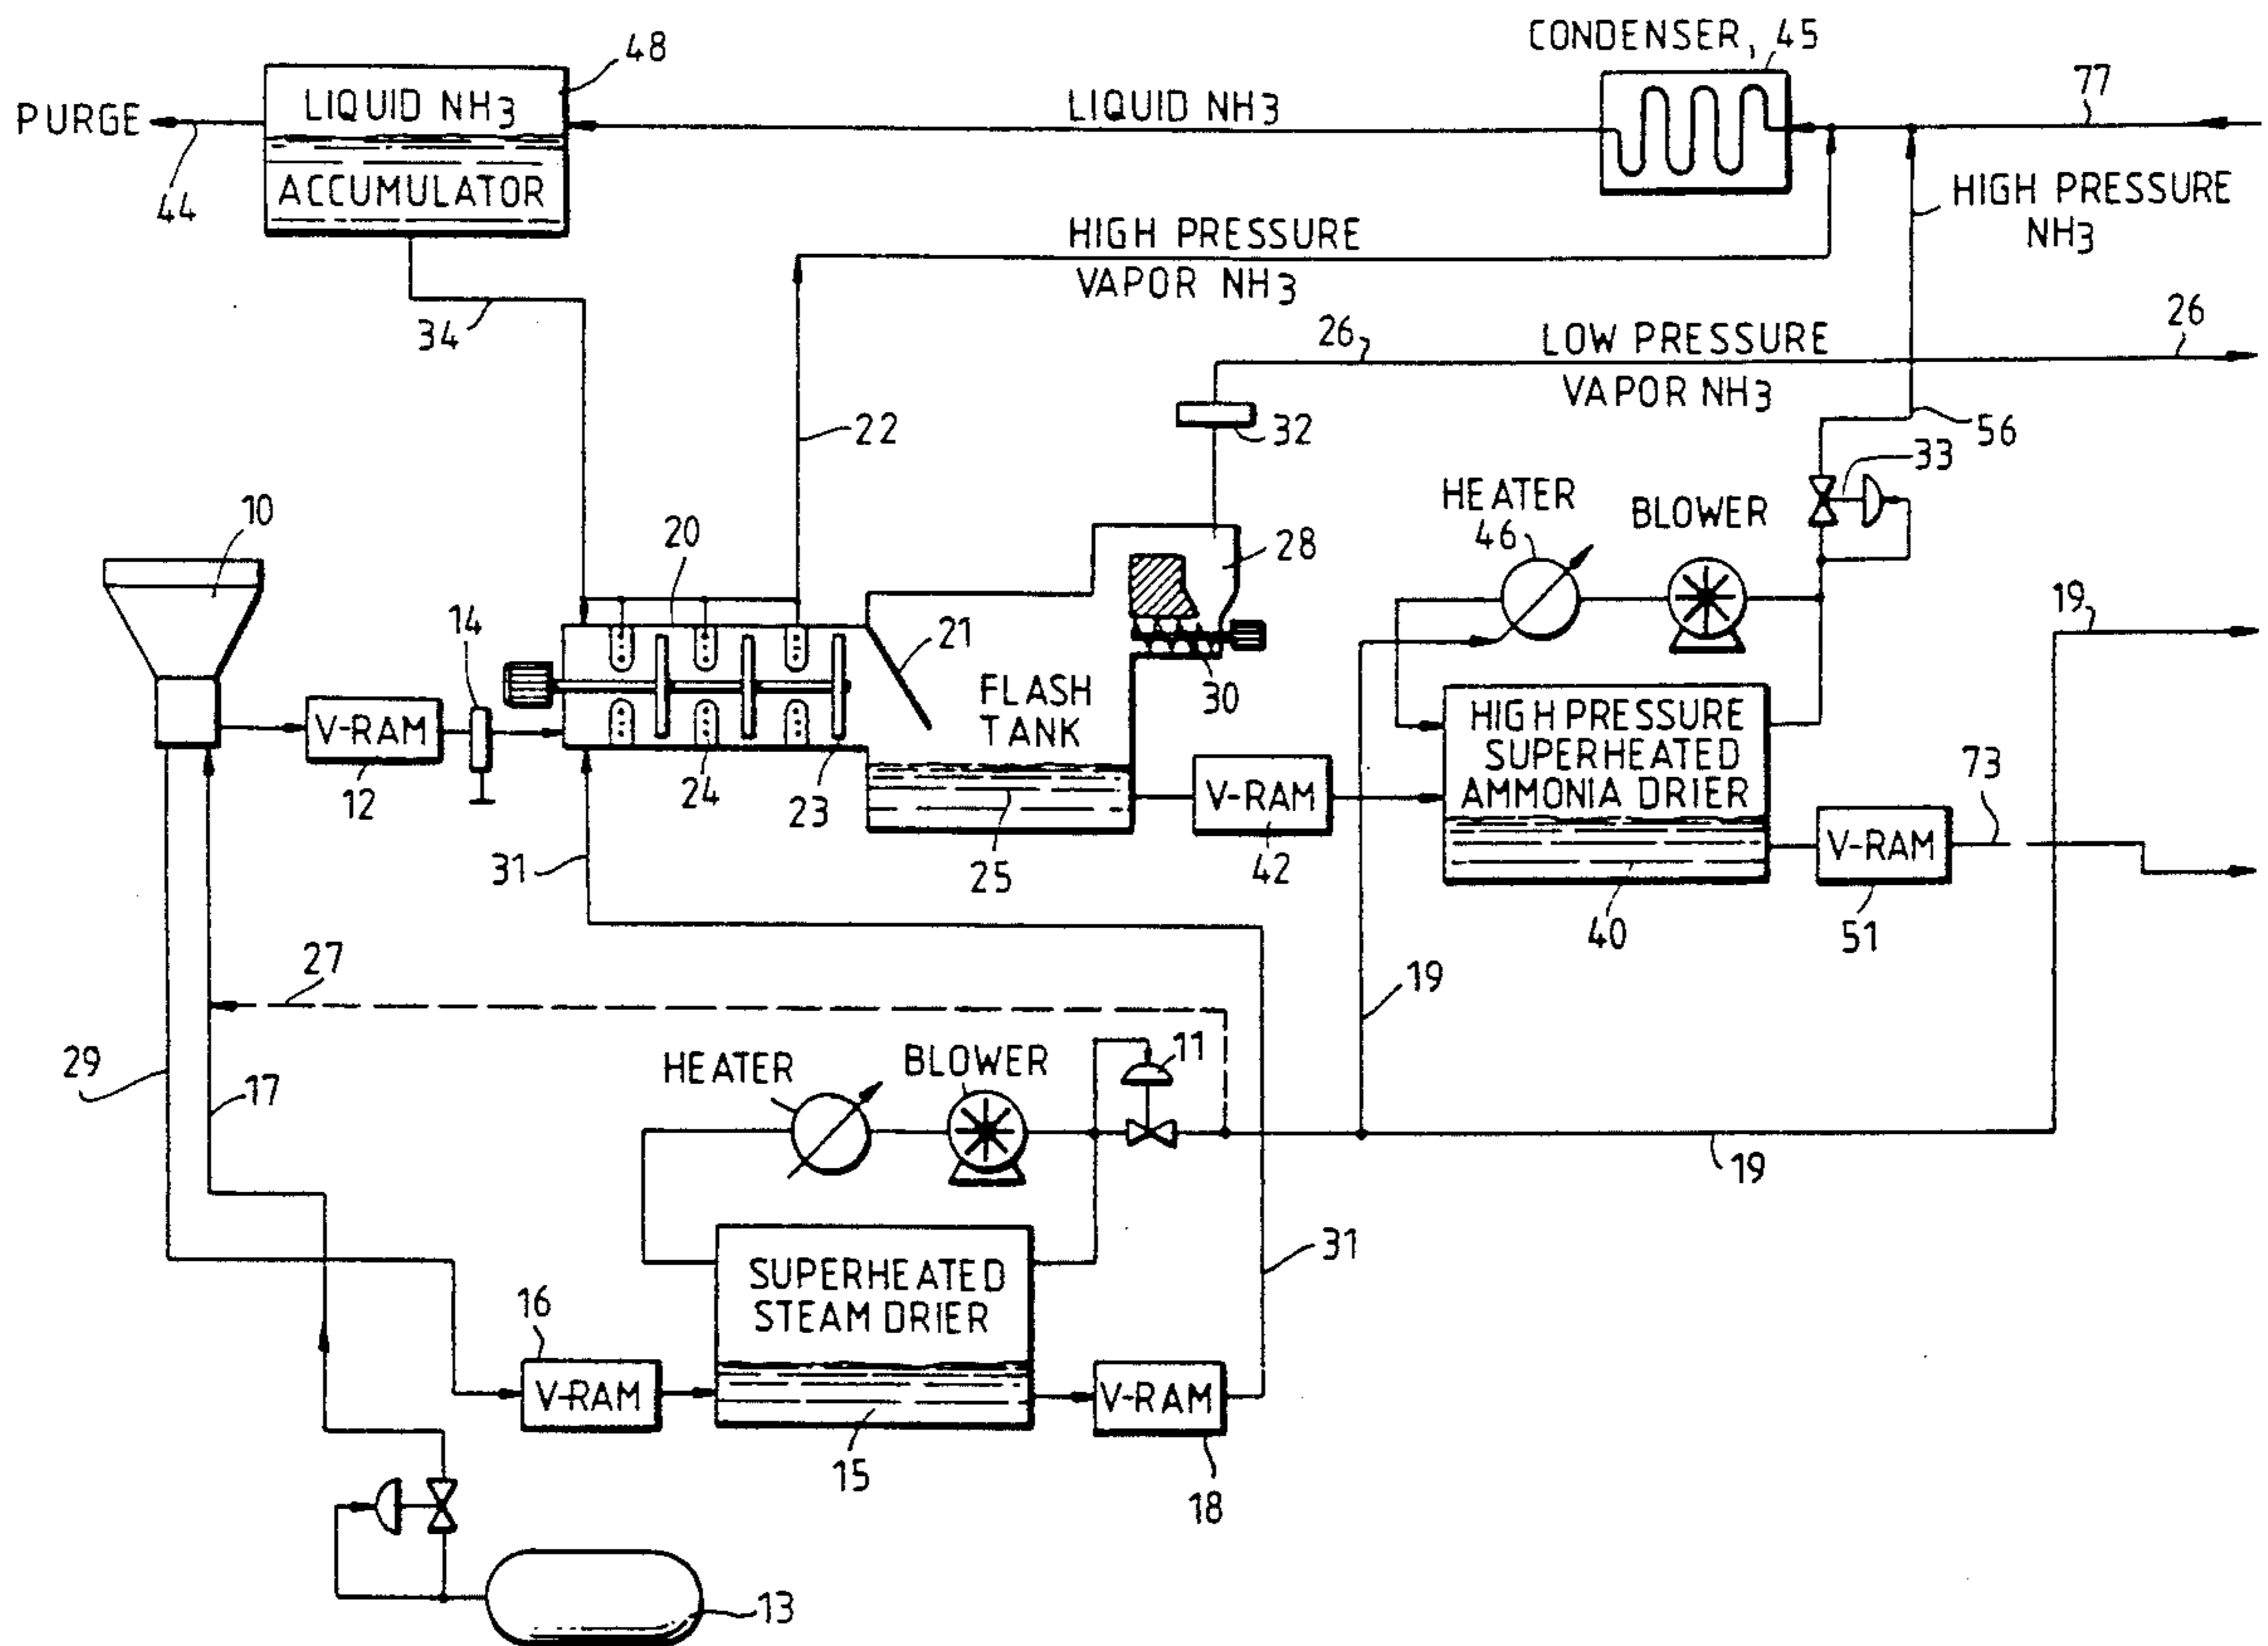 CONDENSER, 45
48
77
LIQUID NH3
PURGE
LIQUID NH3
ACCUMULATOR
44
HIGH PRESSURE
NH3
HIGH PRESSURE
VAPOR NH3
34
26
LOW PRESSURE
VAPOR NH3
26
22
32
56
33
HEATER
46
BLOWER
10
20
28
14
21
19
FLASH
TANK
30
HIGH PRESSURE
SUPERHEATED
AMMONIA DRIER
V-RAM
12
24
23
V-RAM
42
73
V-RAM
31
25
40
51
27
19
29
17
HEATER
BLOWER
11
19
31
SUPERHEATED
STEAM DRIER
16
V-RAM
V-RAM
15
18
13